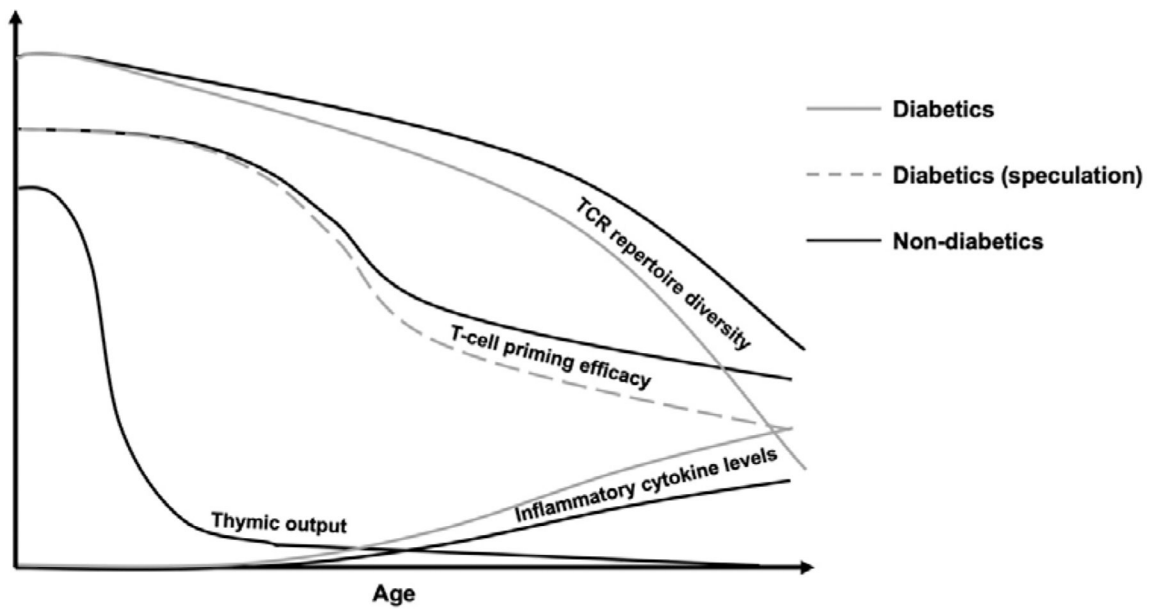 Diabetics
Diabetics (speculation)
Non-diabetics
TCR repertoire diversity
T-cell priming efficacy
Inflammatory cytokine levels
Thymic output
Age